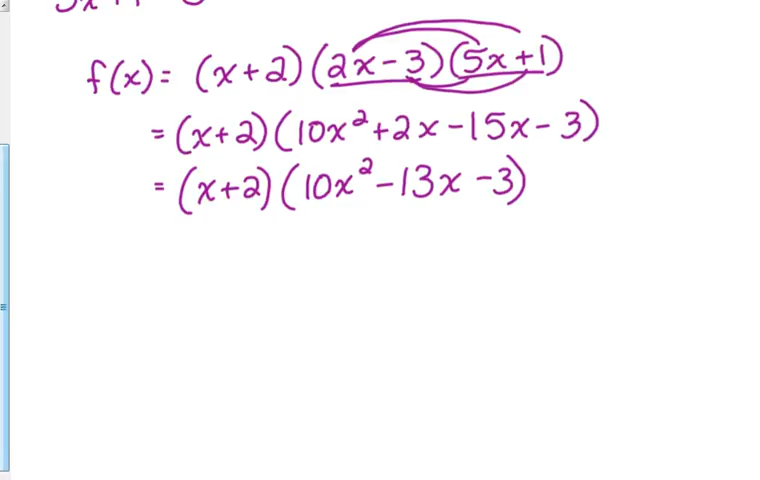 f(x) = (x+2)(2x-3)(5x+1)
= (x+2)(10x²+2x-15x-3)
= (x+2)(10x²-13x-3)